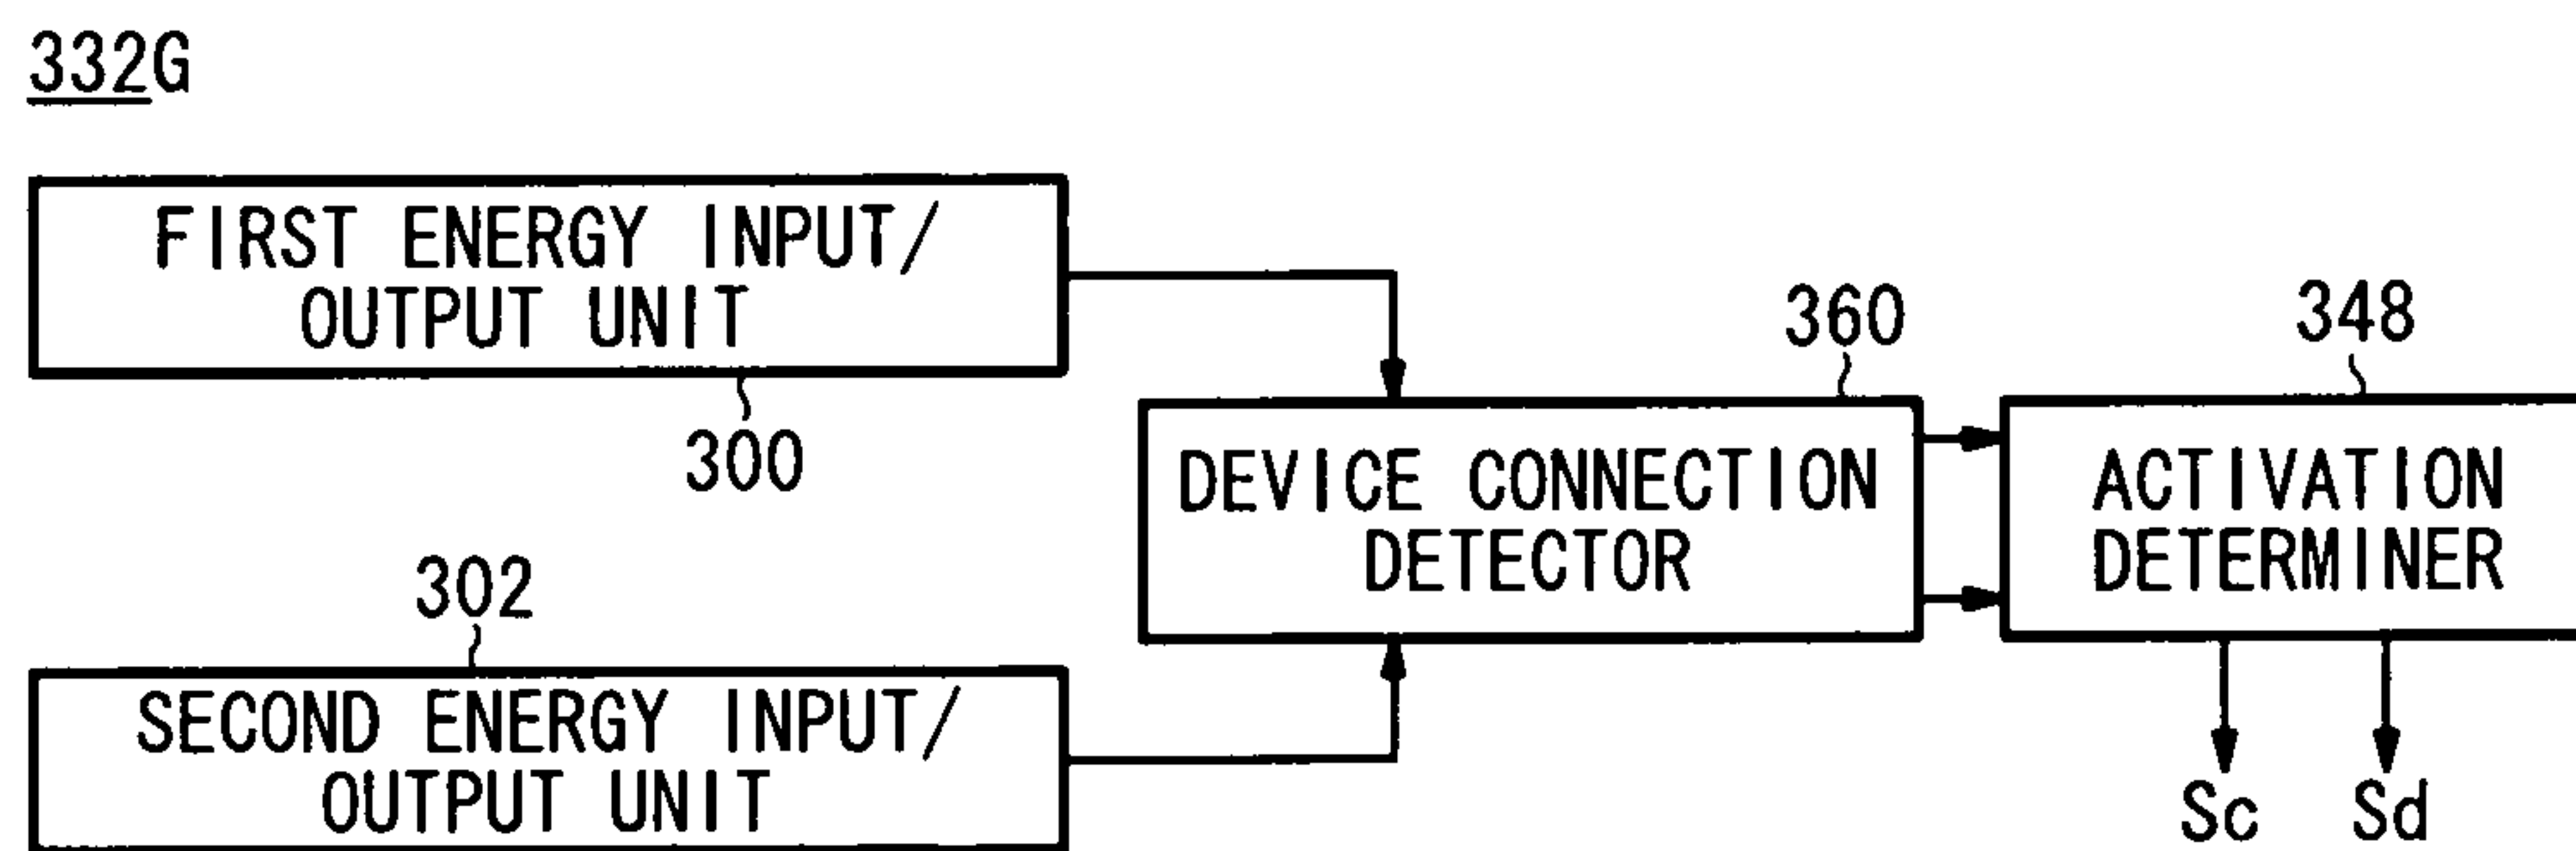 332G
FIRST ENERGY INPUT/
OUTPUT UNIT
300
360
348
DEVICE CONNECTION
DETECTOR
ACTIVATION
DETERMINER
302
SECOND ENERGY INPUT/
OUTPUT UNIT
Sc
Sd